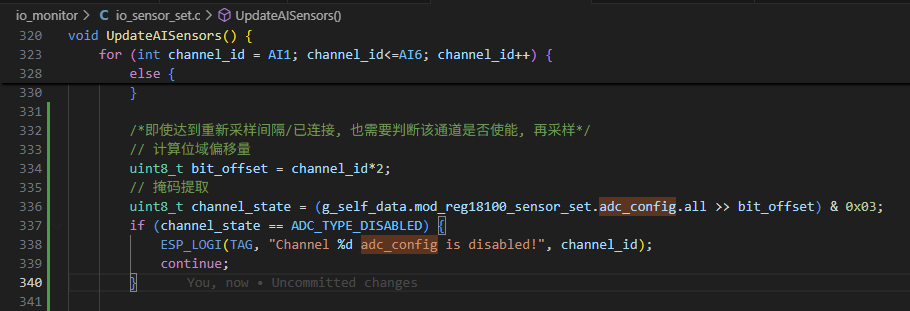 io_monitor > C io_sensor_set.c > UpdateAISensors()
320 void UpdateAISensors() {
323 for (int channel_id = AI1; channel_id<=AI6; channel_id++) {
328 else {
330 }
331
332 /*即使达到重新采样间隔/已连接, 也需要判断该通道是否使能, 再采样*/
333 // 计算位域偏移量
334 uint8_t bit_offset = channel_id*2;
335 // 掩码提取
336 uint8_t channel_state = (g_self_data.mod_reg18100_sensor_set.adc_config.all >> bit_offset) & 0x03;
337 if (channel_state == ADC_TYPE_DISABLED) {
338 ESP_LOGI(TAG, "Channel %d adc_config is disabled!", channel_id);
339 continue;
340 } You, now • Uncommitted changes
341